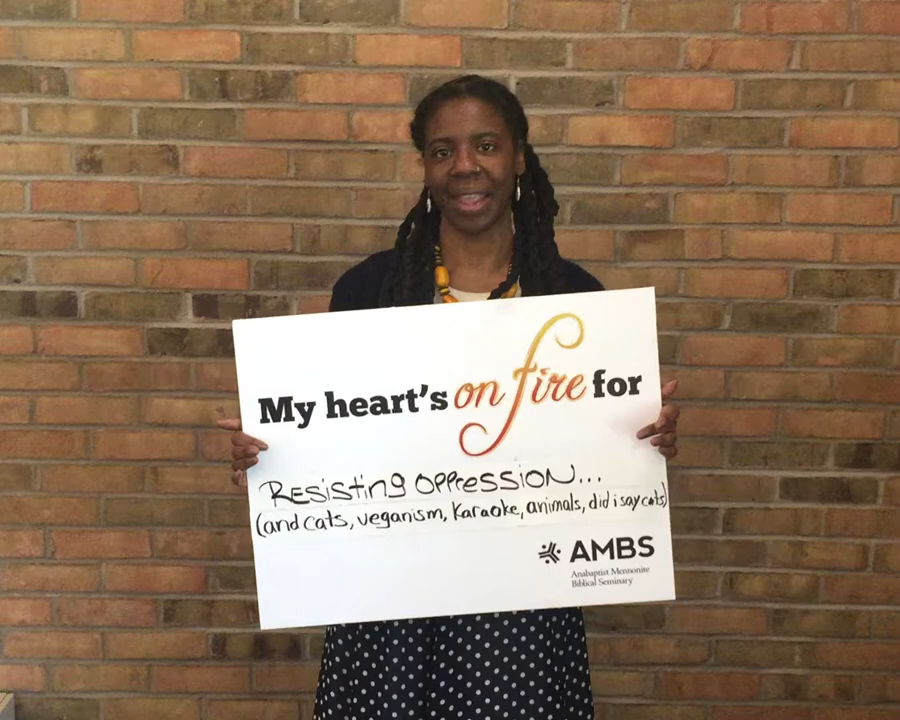 My heart's on fire for
Resisting oppression...
(and cats, veganism, karaoke, animals, did i say cats)
AMBS
Anabaptist Mennonite
Biblical Seminary